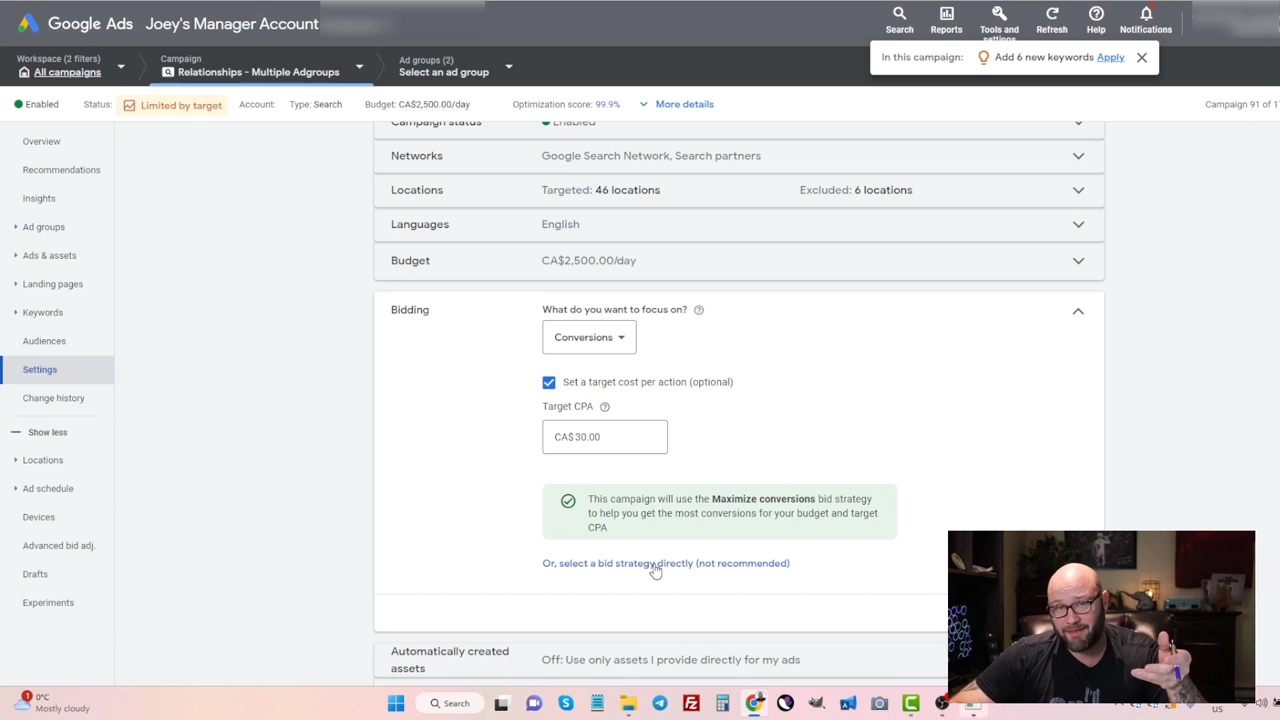 Google Ads
Joey's Manager Account
Search
Reports
Tools and settings
Refresh
Help
Notifications
In this campaign: Add 6 new keywords Apply
Workspace (2 filters)
All campaigns
Campaign
Relationships - Multiple Adgroups
Ad groups (2)
Select an ad group
Enabled
Status: Limited by target
Account:
Type: Search
Budget: CA$2,500.00/day
Optimization score: 99.9%
More details
Campaign 91 of 17
Overview
Recommendations
Insights
Ad groups
Ads & assets
Landing pages
Keywords
Audiences
Settings
Change history
Show less
Locations
Ad schedule
Devices
Advanced bid adj.
Drafts
Experiments
Campaign status Enabled
Networks Google Search Network, Search partners
Locations Targeted: 46 locations Excluded: 6 locations
Languages English
Budget CA$2,500.00/day
Bidding
What do you want to focus on?
Conversions
Set a target cost per action (optional)
Target CPA
CA$ 30.00
This campaign will use the Maximize conversions bid strategy
to help you get the most conversions for your budget and target
CPA
Or, select a bid strategy directly (not recommended)
Automatically created
assets
Off: Use only assets I provide directly for my ads
1
0°C
Mostly cloudy
Search
US